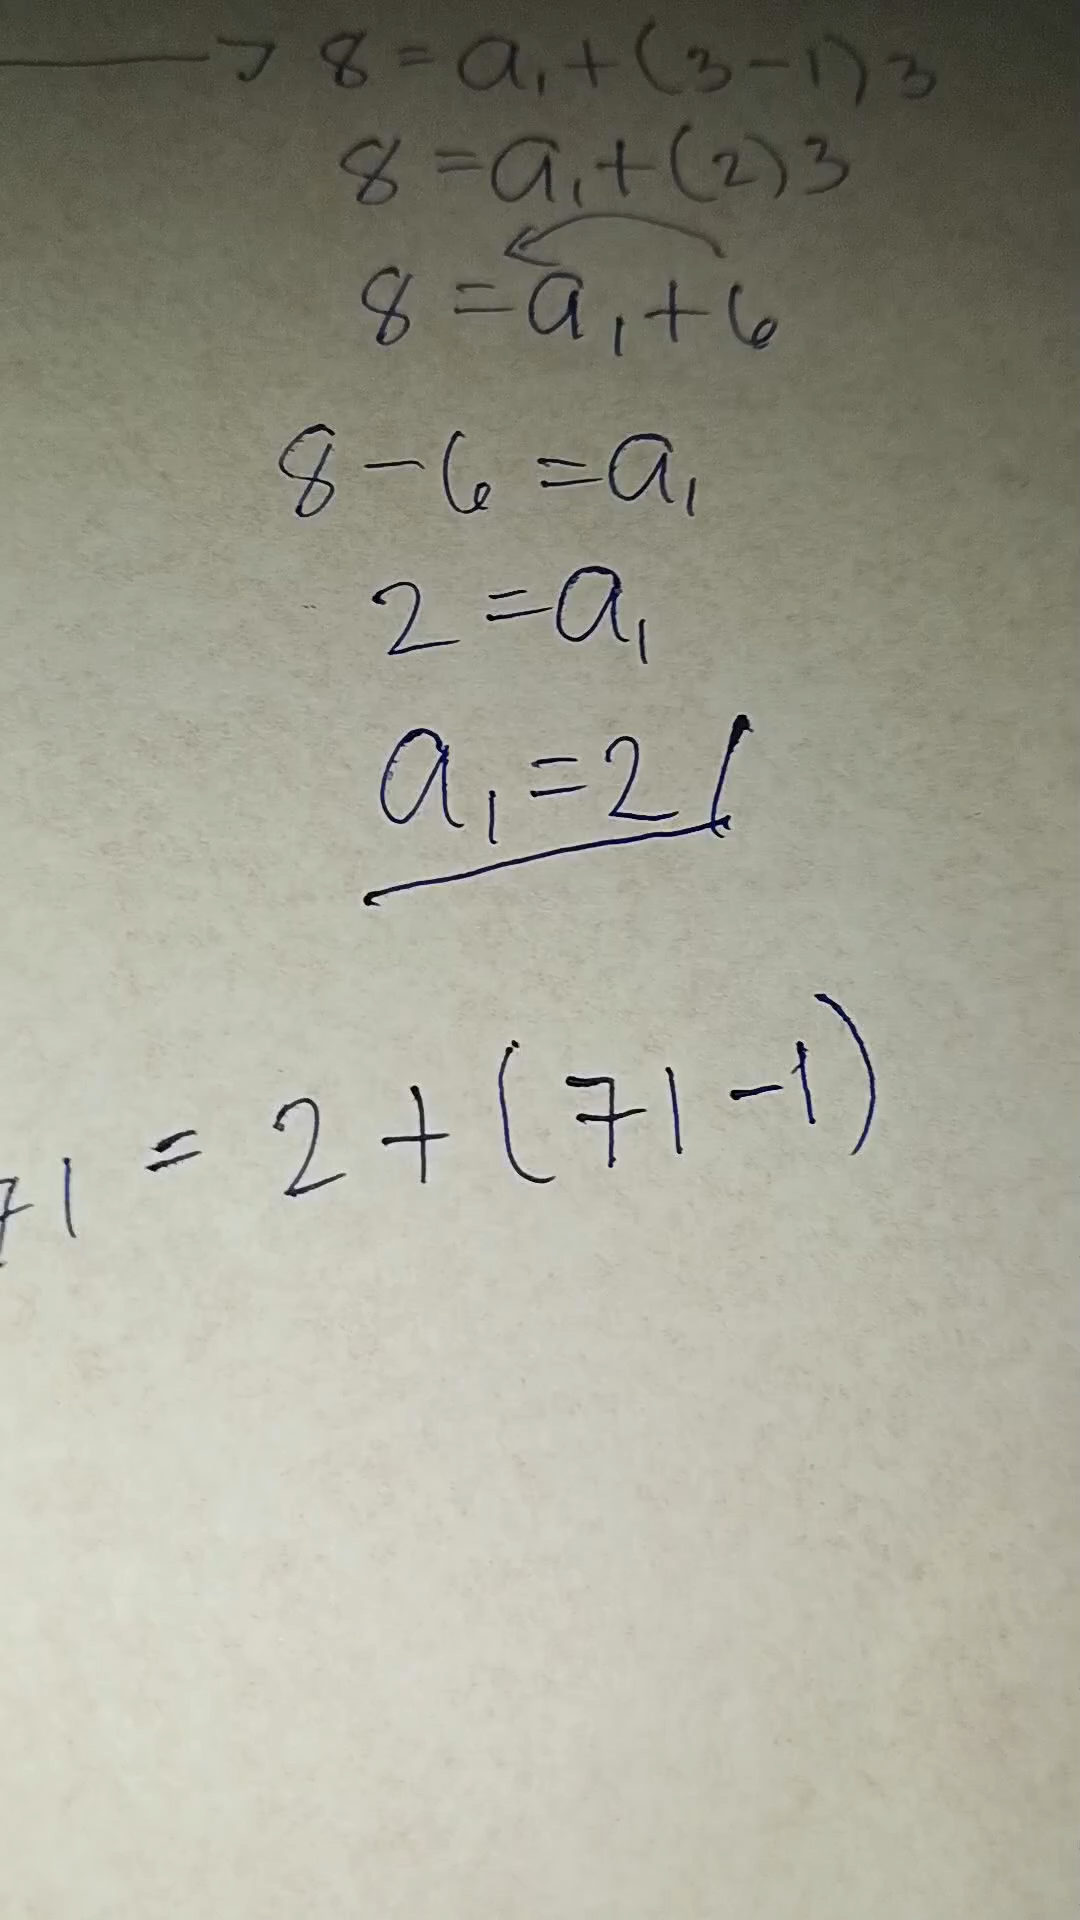 → 8 = a₁ + (3 - 1) 3
8 = a₁ + (2) 3
8 = a₁ + 6
8 - 6 = a₁
2 = a₁
a₁ = 2
71 = 2 + (71 - 1)